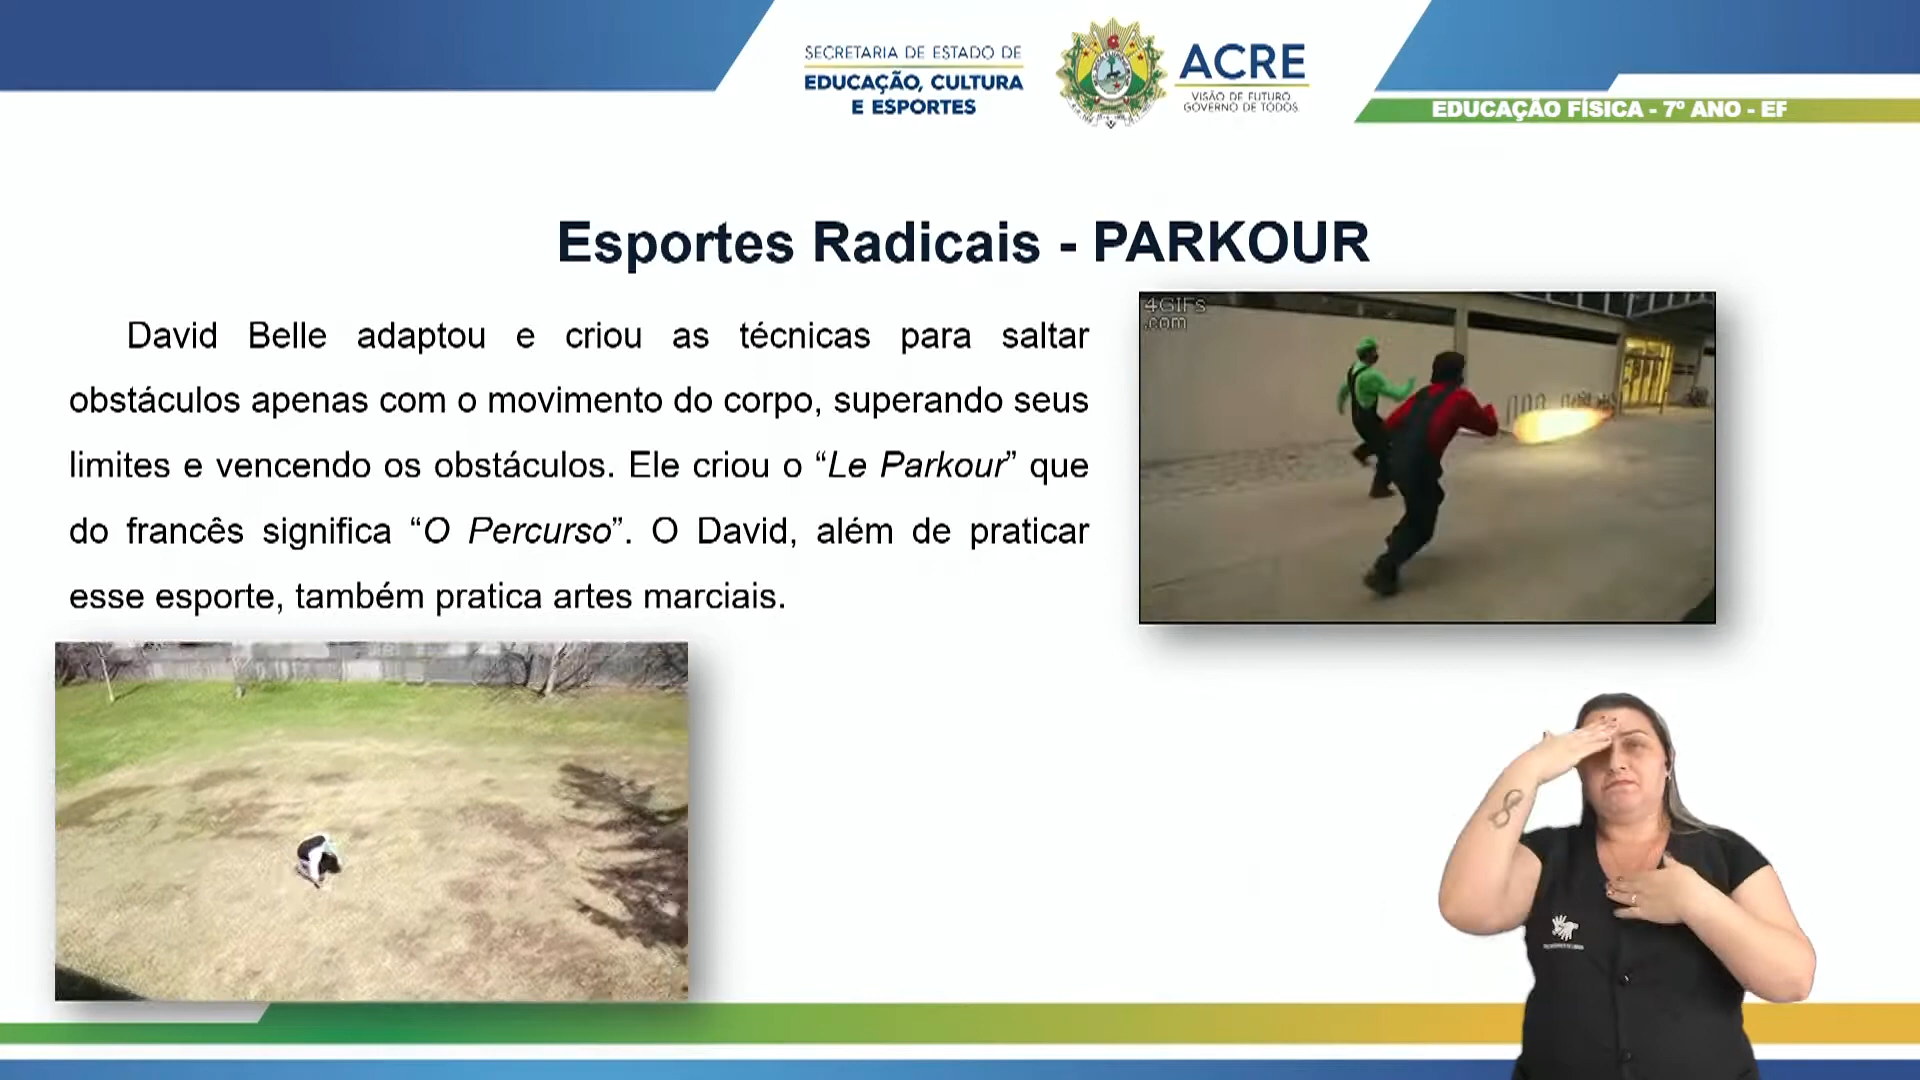 SECRETARIA DE ESTADO DE
EDUCAÇÃO, CULTURA
E ESPORTES
ACRE
VISÃO DE FUTURO
GOVERNO DE TODOS
EDUCAÇÃO FÍSICA - 7º ANO - EF
Esportes Radicais - PARKOUR
David Belle adaptou e criou as técnicas para saltar
obstáculos apenas com o movimento do corpo, superando seus
limites e vencendo os obstáculos. Ele criou o “Le Parkour” que
do francês significa “O Percurso”. O David, além de praticar
esse esporte, também pratica artes marciais.
4GIFs
.com